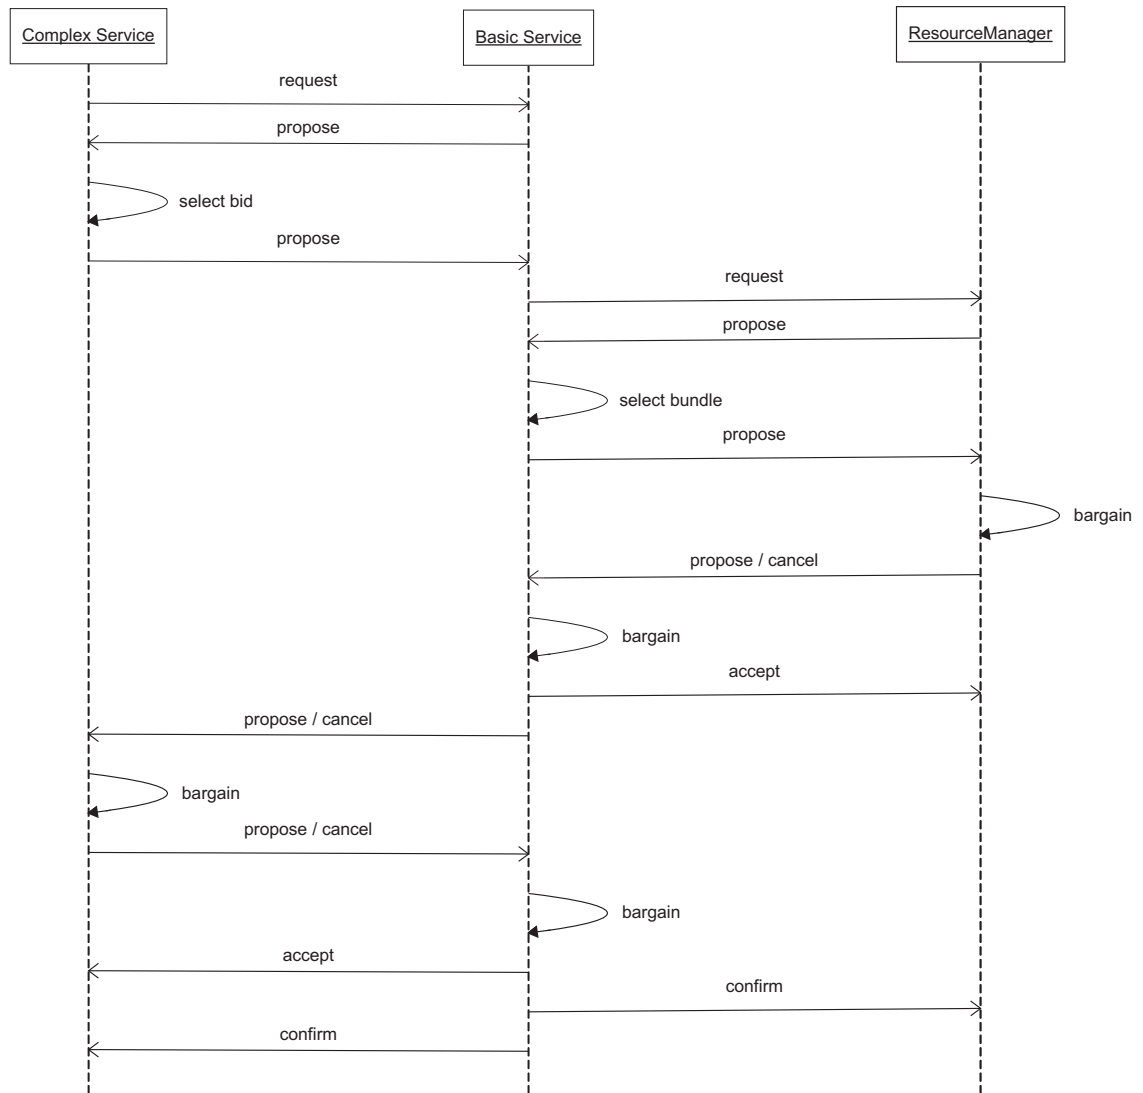 Complex Service
Basic Service
ResourceManager
request
propose
select bid
propose
request
propose
select bundle
propose
bargain
propose / cancel
bargain
accept
propose / cancel
bargain
propose / cancel
bargain
accept
confirm
confirm